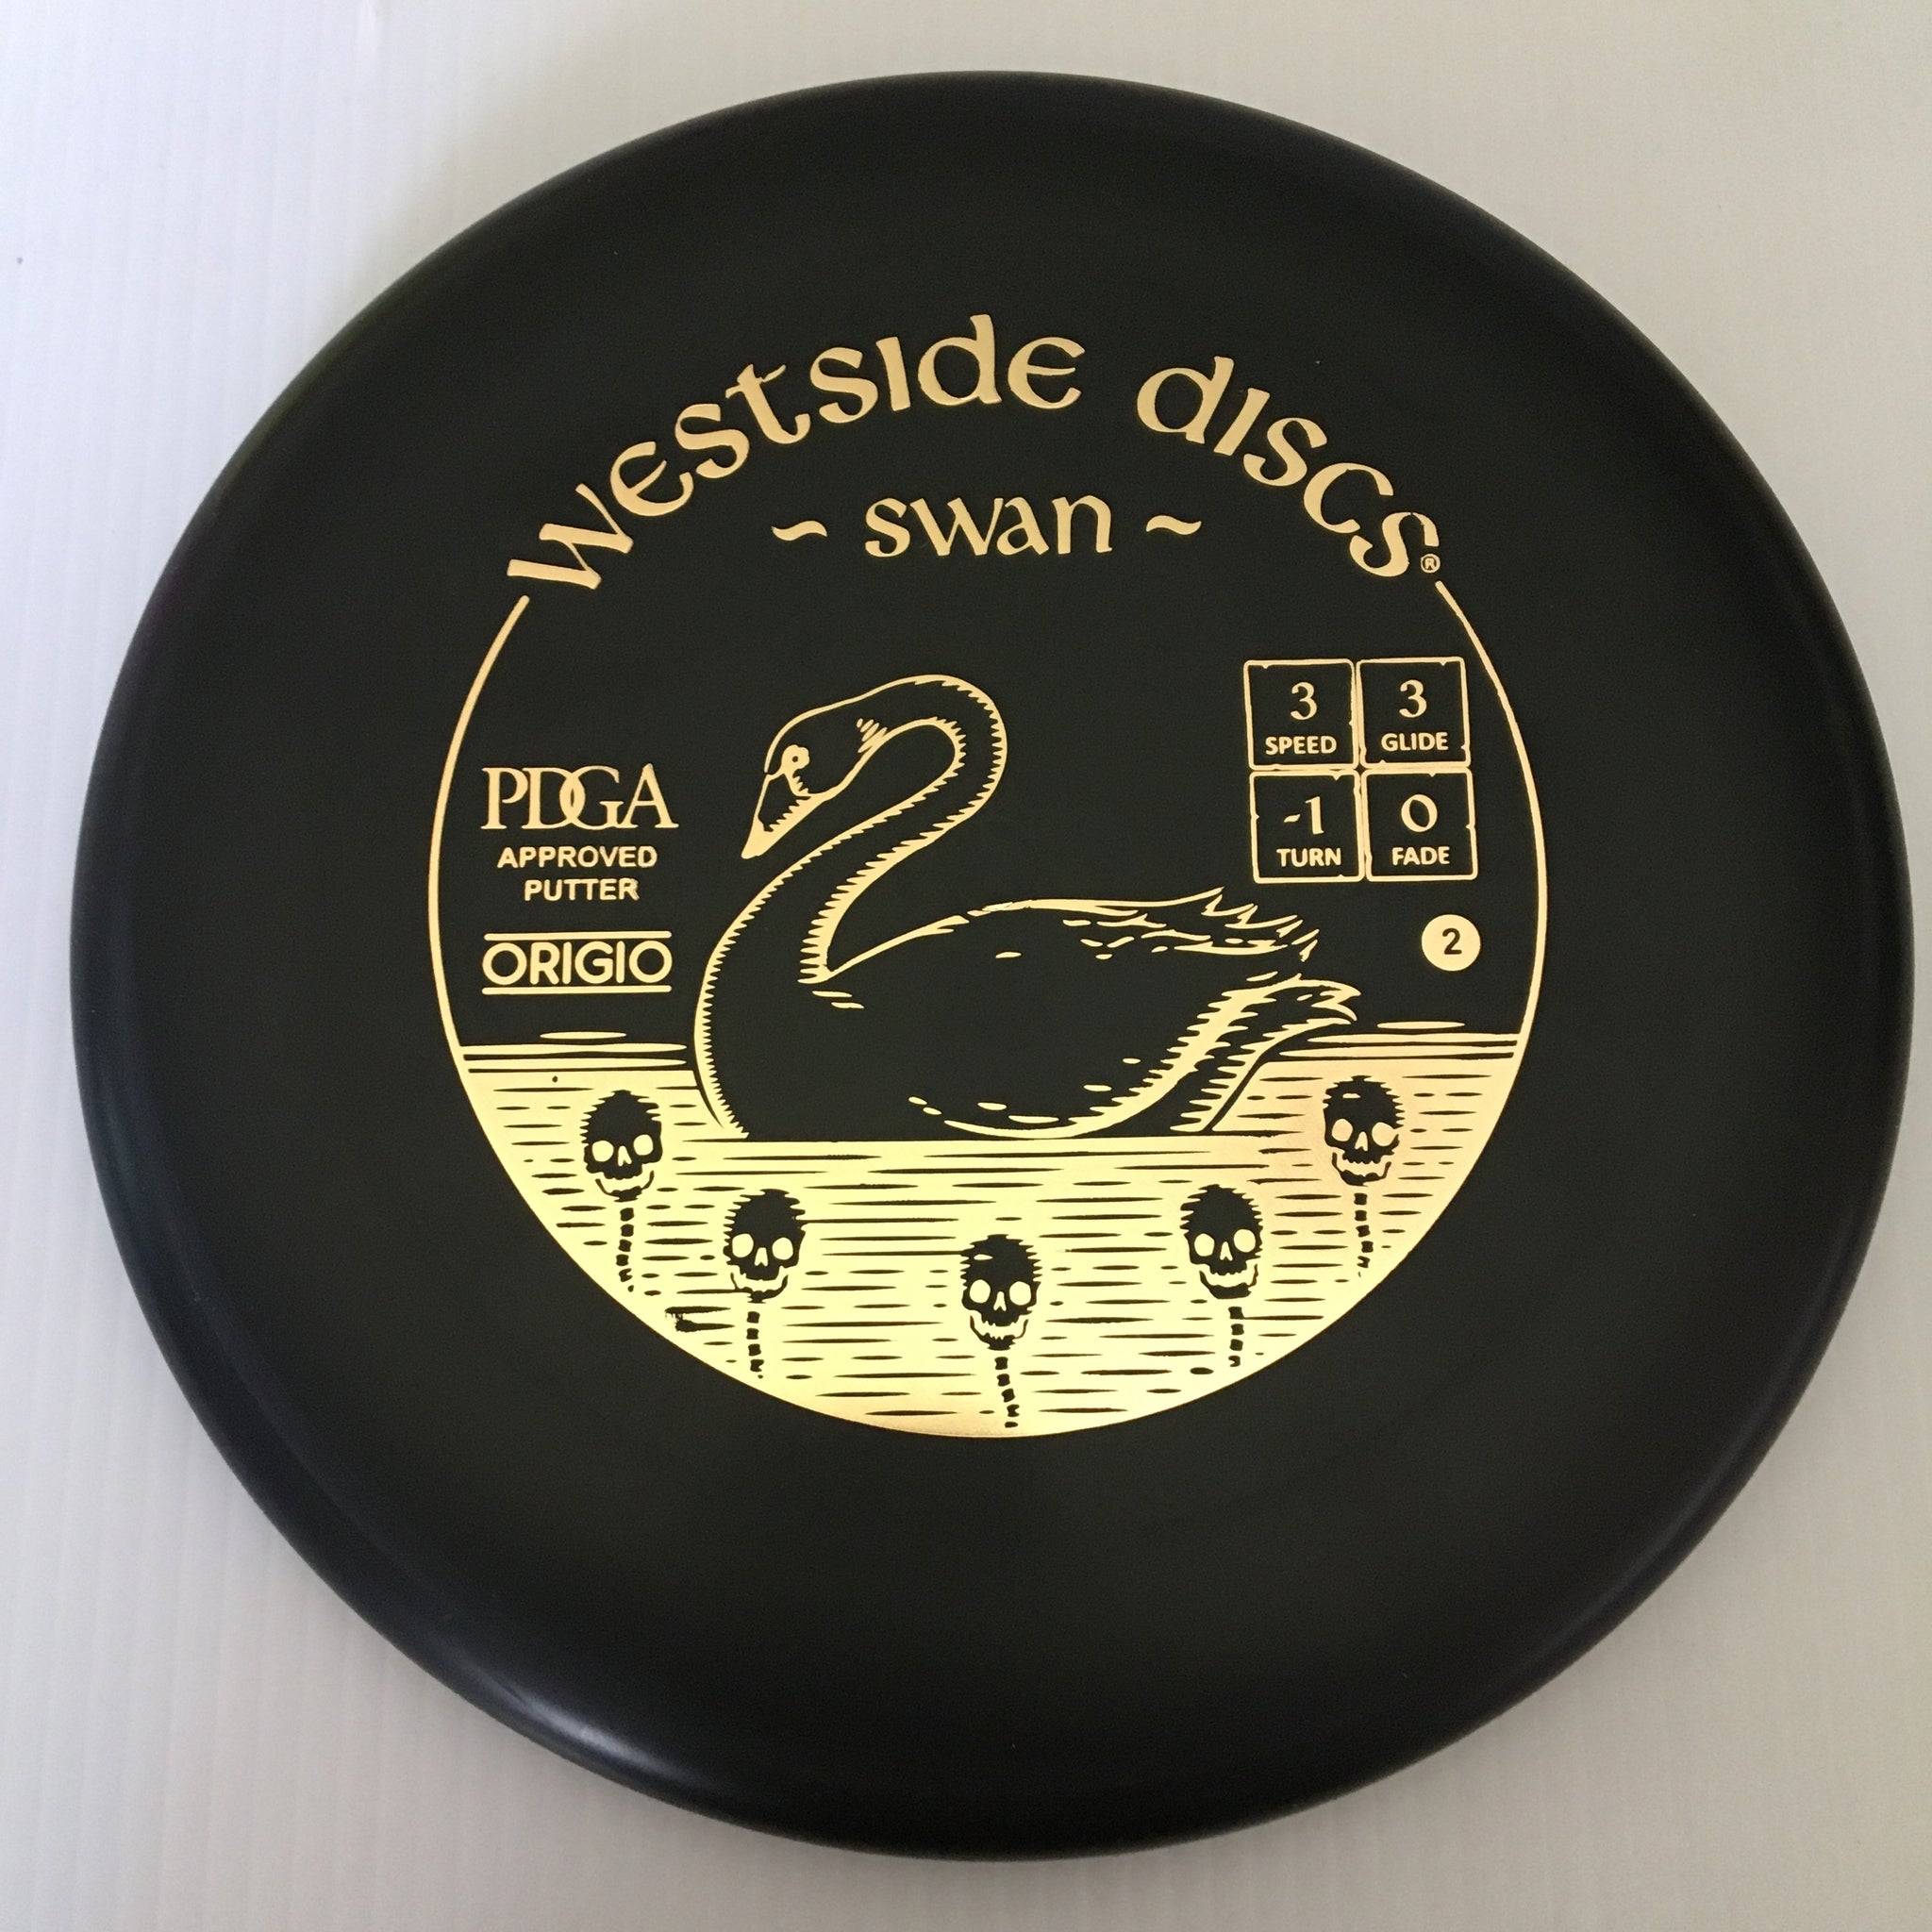 Westside discs®
~ swan ~
3 3
SPEED GLIDE
-1 0
TURN FADE
PDGA
APPROVED
PUTTER
ORIGIO
2